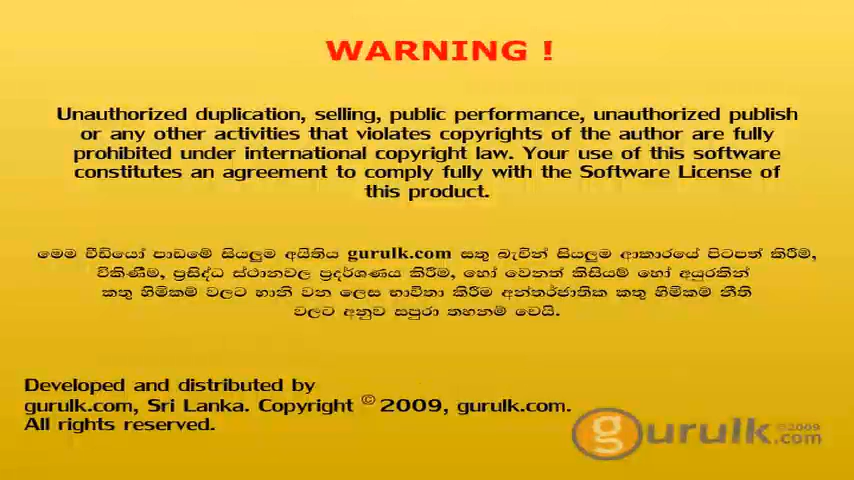 WARNING !
Unauthorized duplication, selling, public performance, unauthorized publish
or any other activities that violates copyrights of the author are fully
prohibited under international copyright law. Your use of this software
constitutes an agreement to comply fully with the Software License of
this product.
මෙම වීඩියෝ පාඩමේ සියලුම අයිතිය gurulk.com සතු බැවින් සියලුම ආකාරයේ පිටපත් කිරීම්,
විකිණීම්, ප්‍රසිද්ධ ස්ථානවල ප්‍රදර්ශණය කිරීම්, හෝ වෙනත් කිසියම් හෝ අයුරකින්
කතු හිමිකම් වලට හානි වන ලෙස භාවිතා කිරීම අන්තර්ජාතික කතු හිමිකම් නීති
වලට අනුව සපුරා තහනම් වෙයි.
Developed and distributed by
gurulk.com, Sri Lanka. Copyright © 2009, gurulk.com.
All rights reserved.
gurulk.com ©2009